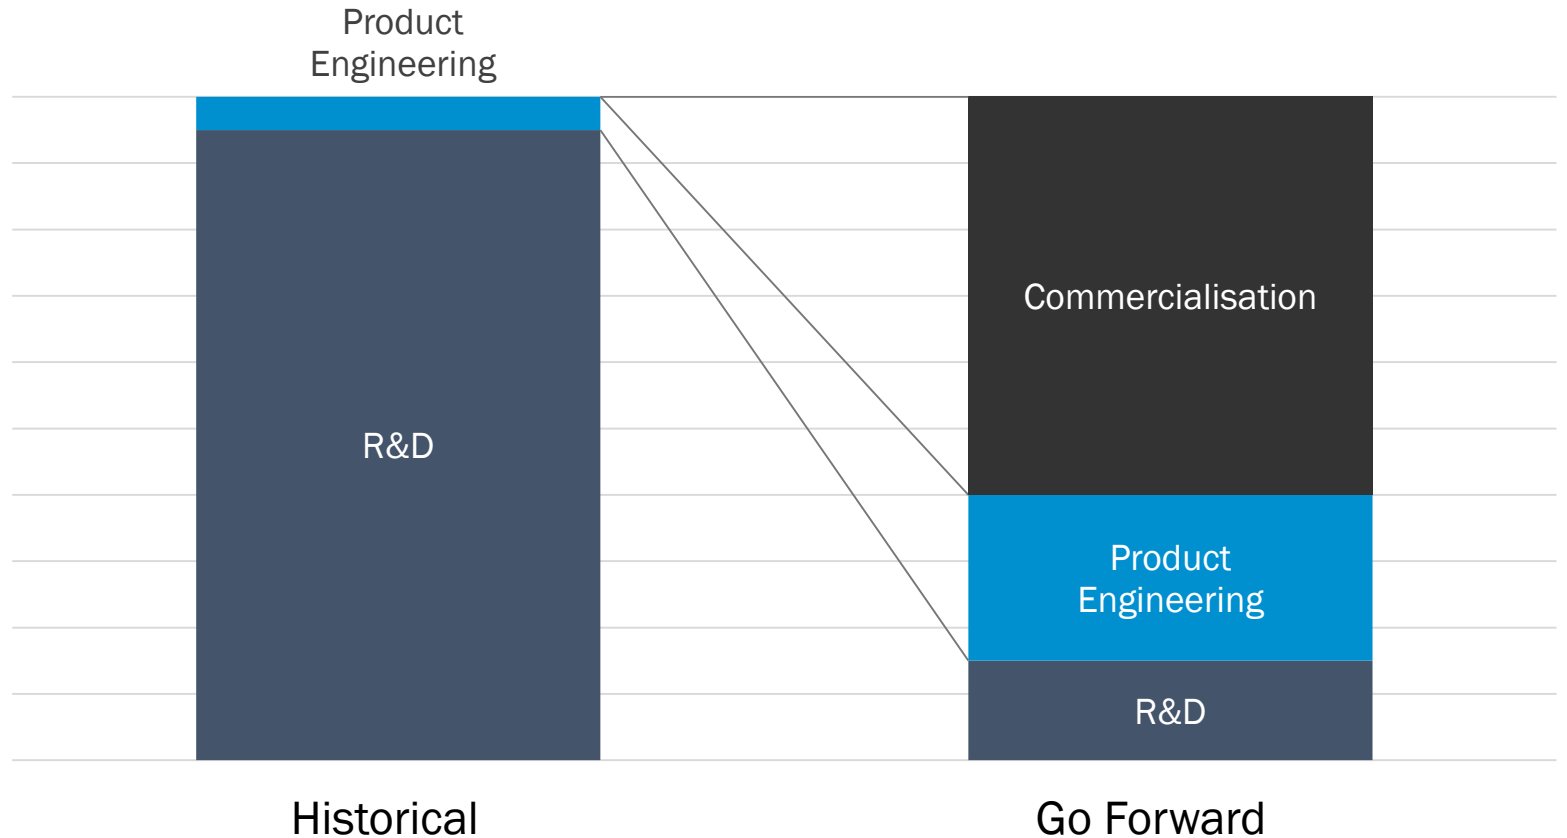 Product
Engineering
R&D
Commercialisation
Product
Engineering
R&D
Historical
Go Forward